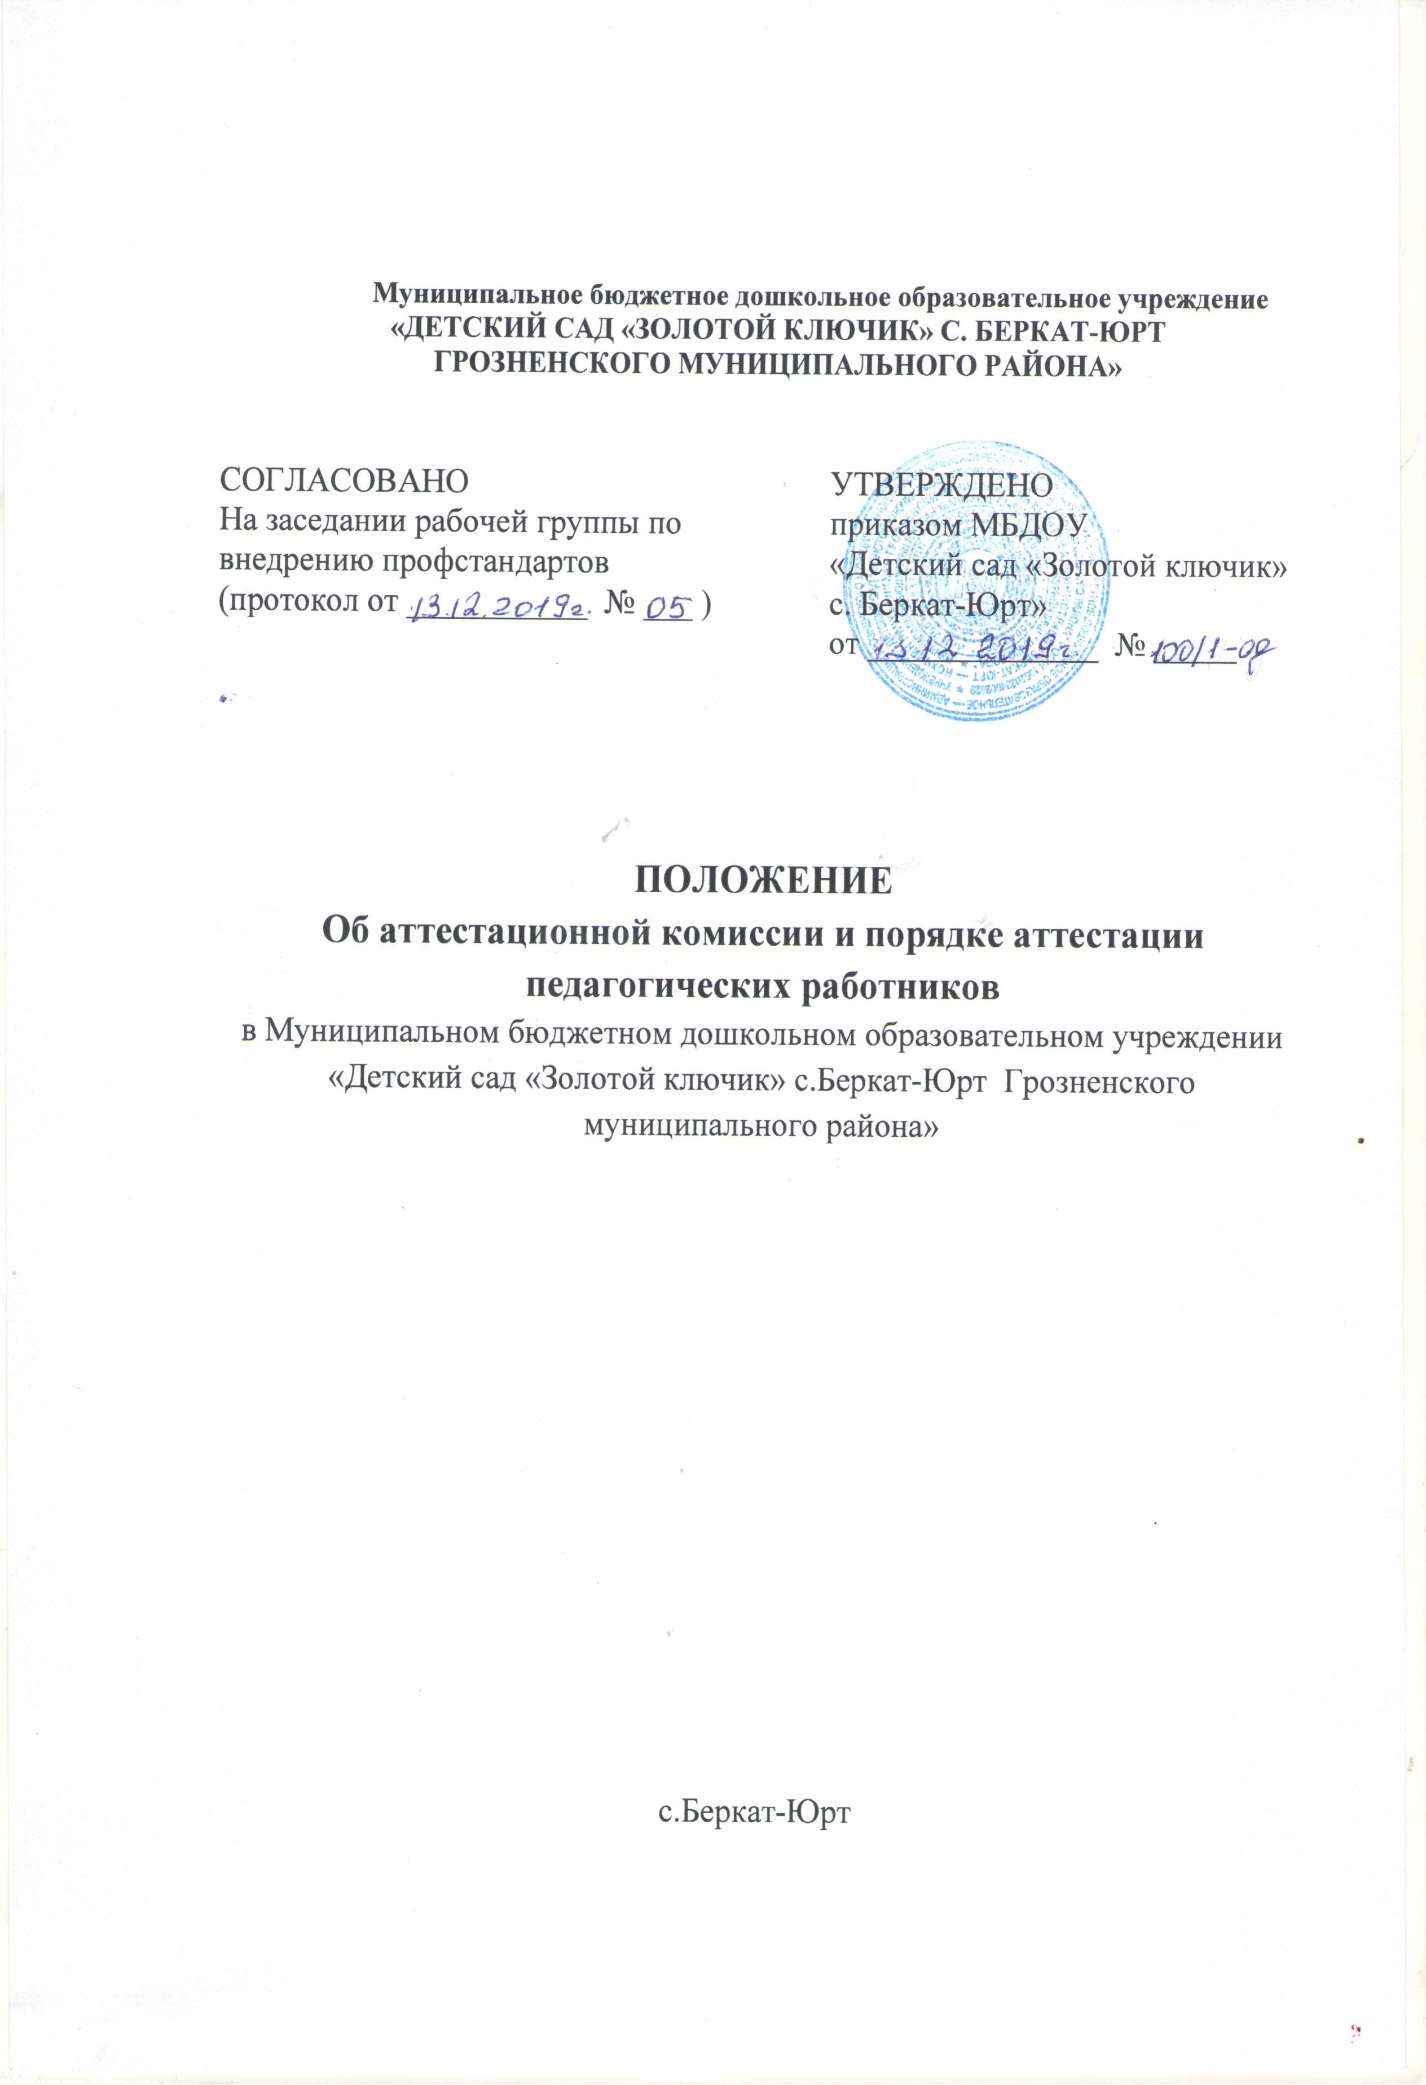 Муниципальное бюджетное дошкольное образовательное учреждение
«ДЕТСКИЙ САД «ЗОЛОТОЙ КЛЮЧИК» С. БЕРКАТ-ЮРТ
ГРОЗНЕНСКОГО МУНИЦИПАЛЬНОГО РАЙОНА»
СОГЛАСОВАНО
На заседании рабочей группы по
внедрению профстандартов
(протокол от 13.12.2019г. № 05 )
УТВЕРЖДЕНО
приказом МБДОУ
«Детский сад «Золотой ключик»
с. Беркат-Юрт»
от 13 12 2019г. № 100/1-ор
ПОЛОЖЕНИЕ
Об аттестационной комиссии и порядке аттестации
педагогических работников
в Муниципальном бюджетном дошкольном образовательном учреждении
«Детский сад «Золотой ключик» с.Беркат-Юрт Грозненского
муниципального района»
с.Беркат-Юрт